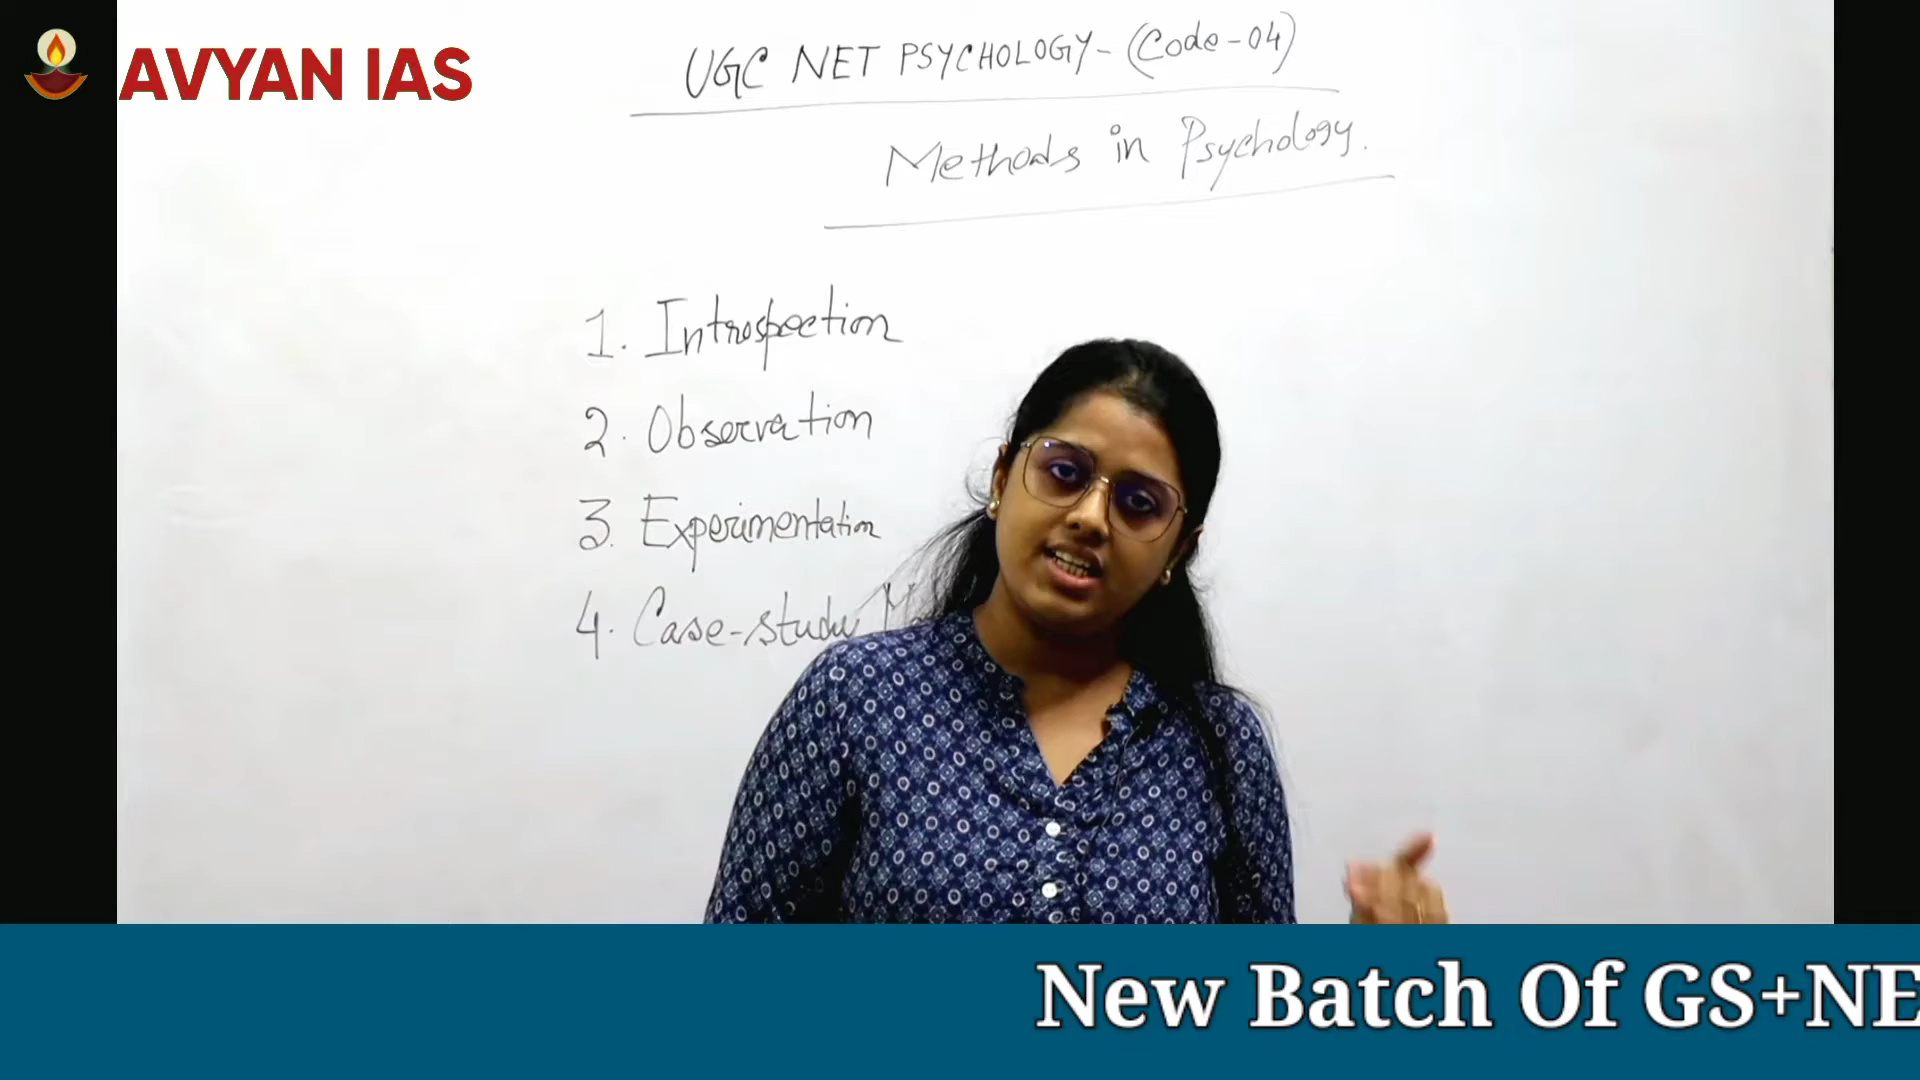 AVYAN IAS
UGC NET PSYCHOLOGY - (Code-04)
Methods in Psychology.
1. Introspection
2. Observation
3. Experimentation
4. Case-study
New Batch Of GS+NE